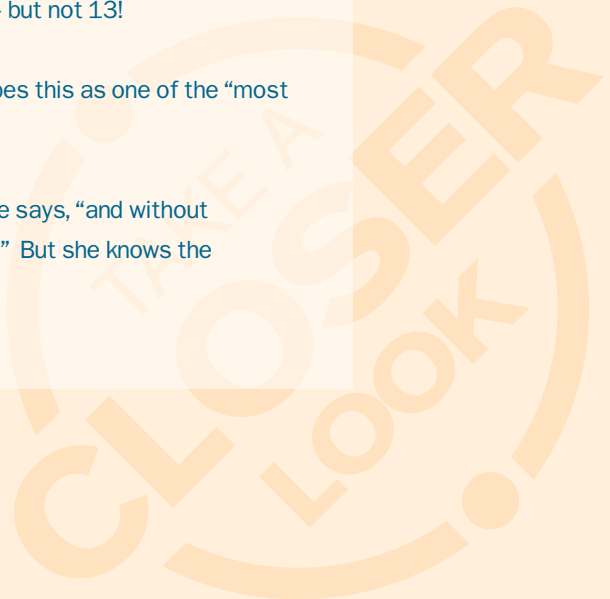 but not 13!
bes this as one of the “most
e says, “and without
” But she knows the
TAKE A
CLOSER
LOOK